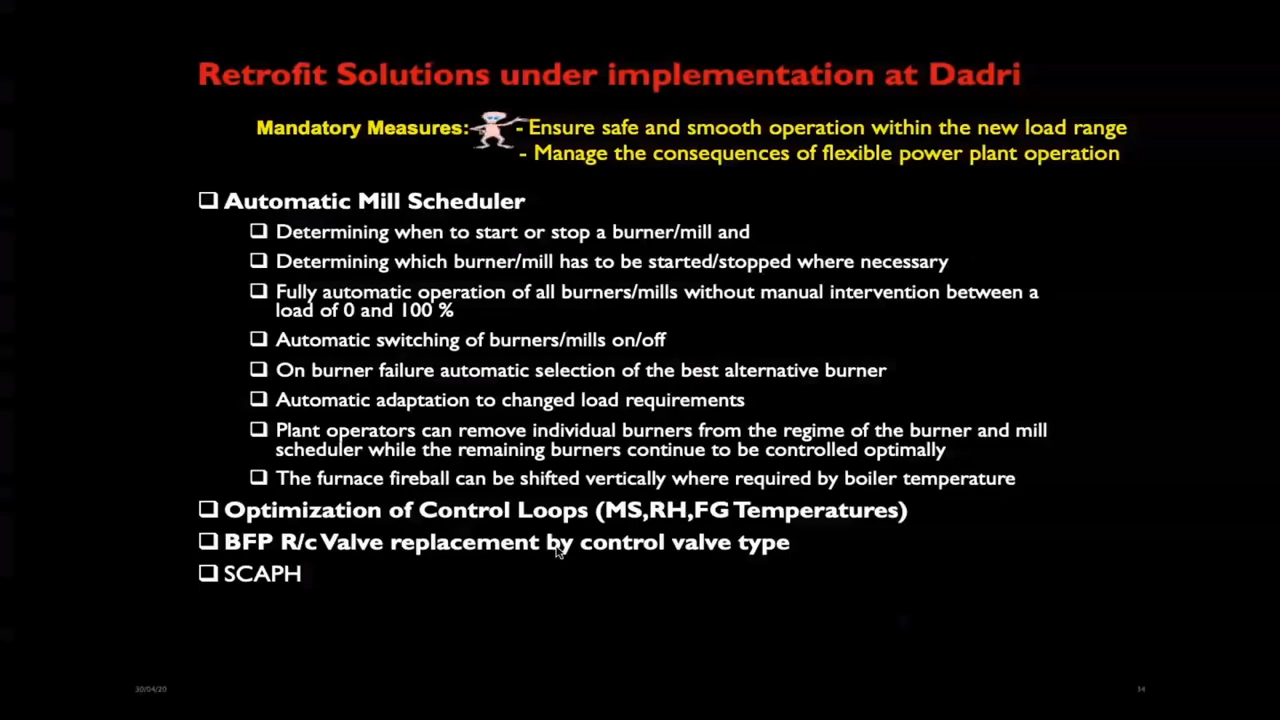 Retrofit Solutions under implementation at Dadri
Mandatory Measures: - Ensure safe and smooth operation within the new load range
- Manage the consequences of flexible power plant operation
Automatic Mill Scheduler
Determining when to start or stop a burner/mill and
Determining which burner/mill has to be started/stopped where necessary
Fully automatic operation of all burners/mills without manual intervention between a
load of 0 and 100 %
Automatic switching of burners/mills on/off
On burner failure automatic selection of the best alternative burner
Automatic adaptation to changed load requirements
Plant operators can remove individual burners from the regime of the burner and mill
scheduler while the remaining burners continue to be controlled optimally
The furnace fireball can be shifted vertically where required by boiler temperature
Optimization of Control Loops (MS,RH,FG Temperatures)
BFP R/c Valve replacement by control valve type
SCAPH
30/04/20
34